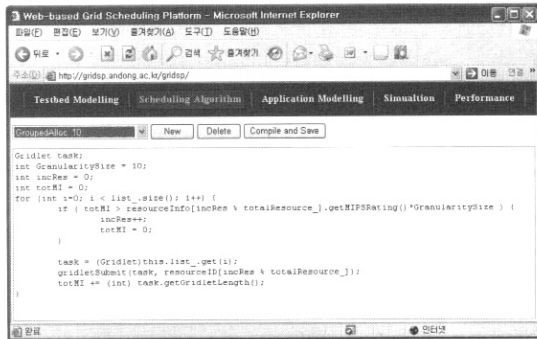 Web-based Grid Scheduling Platform - Microsoft Internet Explorer
파일(F) 편집(E) 보기(V) 즐겨찾기(A) 도구(T) 도움말(H)
뒤로 검색 즐겨찾기
주소(D) http://gridsp.andong.ac.kr/gridsp/ 이동 연결 »
Testbed Modelling Scheduling Algorithm Application Modelling Simualtion Performance
GroupedAlloc_10 New Delete Compile and Save
Gridlet task;
int GranularitySize = 10;
int incRes = 0;
int totMI = 0;
for (int i=0; i < list_.size(); i++) {
if ( totMI > resourceInfo[incRes % totalResource_].getMIPSRating()*GranularitySize ) {
incRes++;
totMI = 0;
}
task = (Gridlet)this.list_.get(i);
gridletSubmit(task, resourceID[incRes % totalResource_]);
totMI += (int) task.getGridletLength();
}
완료 인터넷